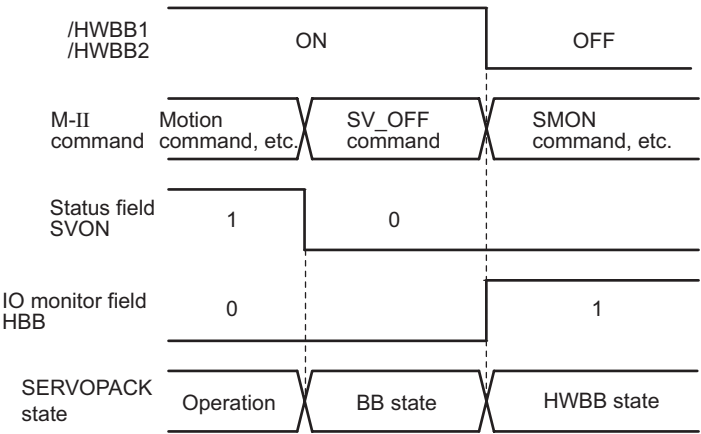 /HWBB1
/HWBB2
ON
OFF
M-II
command
Motion
command, etc.
SV_OFF
command
SMON
command, etc.
Status field
SVON
1
0
IO monitor field
HBB
0
1
SERVOPACK
state
Operation
BB state
HWBB state